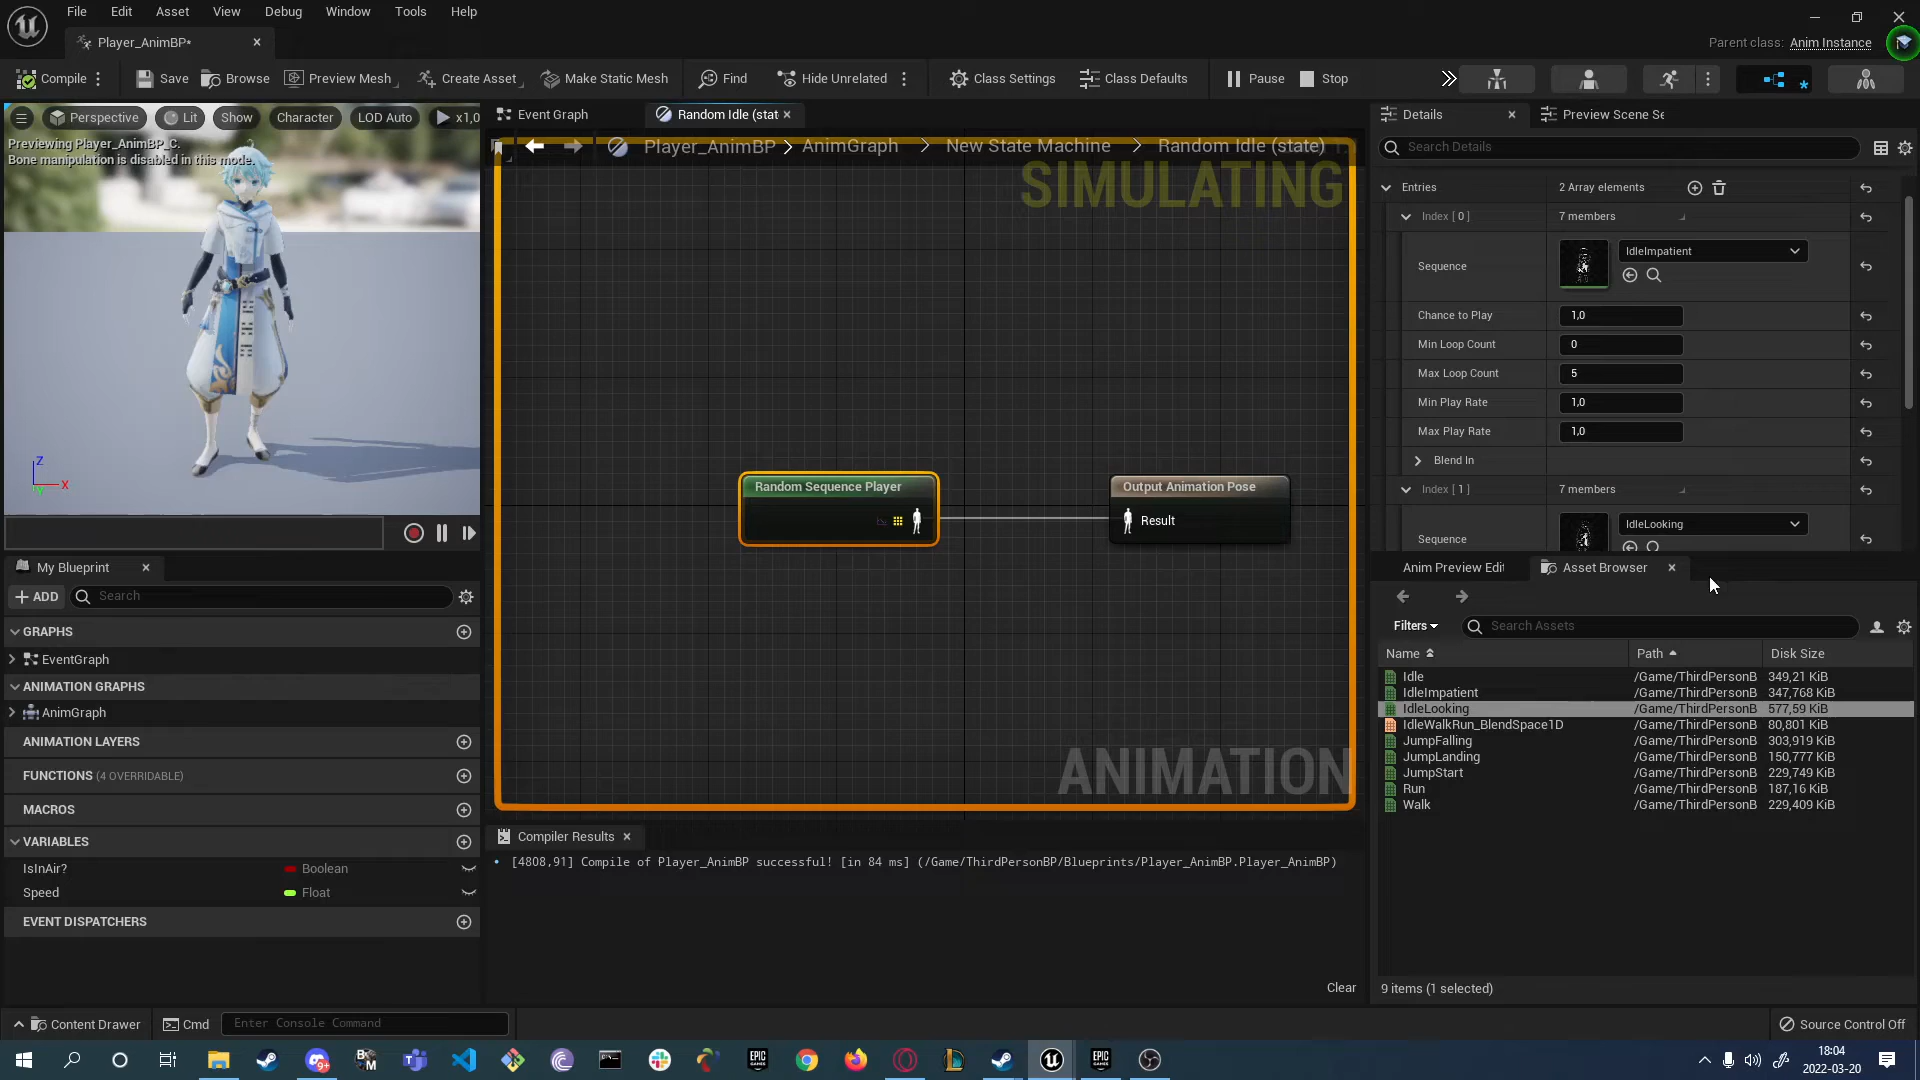 File Edit Asset View Debug Window Tools Help
Player_AnimBP*
Parent class: Anim Instance
Compile Save Browse Preview Mesh Create Asset Make Static Mesh Find Hide Unrelated Class Settings Class Defaults Pause Stop
Perspective Lit Show Character LOD Auto x1,0
Previewing Player_AnimBP_C.
Bone manipulation is disabled in this mode.
Z
X
Y
My Blueprint
ADD Search
GRAPHS
EventGraph
ANIMATION GRAPHS
AnimGraph
ANIMATION LAYERS
FUNCTIONS (4 OVERRIDABLE)
MACROS
VARIABLES
IsInAir? Boolean
Speed Float
EVENT DISPATCHERS
Event Graph Random Idle (stat
Player_AnimBP > AnimGraph > New State Machine > Random Idle (state)
SIMULATING
Random Sequence Player
Output Animation Pose
Result
ANIMATION
Compiler Results
[4808,91] Compile of Player_AnimBP successful! [in 84 ms] (/Game/ThirdPersonBP/Blueprints/Player_AnimBP.Player_AnimBP)
Clear
Details Preview Scene Se
Search Details
Entries 2 Array elements
Index [ 0 ] 7 members
Sequence IdleImpatient
Chance to Play 1,0
Min Loop Count 0
Max Loop Count 5
Min Play Rate 1,0
Max Play Rate 1,0
Blend In
Index [ 1 ] 7 members
Sequence IdleLooking
Anim Preview Edit Asset Browser
Filters Search Assets
Name Path Disk Size
Idle /Game/ThirdPersonB 349,21 KiB
IdleImpatient /Game/ThirdPersonB 347,768 KiB
IdleLooking /Game/ThirdPersonB 577,59 KiB
IdleWalkRun_BlendSpace1D /Game/ThirdPersonB 80,801 KiB
JumpFalling /Game/ThirdPersonB 303,919 KiB
JumpLanding /Game/ThirdPersonB 150,777 KiB
JumpStart /Game/ThirdPersonB 229,749 KiB
Run /Game/ThirdPersonB 187,16 KiB
Walk /Game/ThirdPersonB 229,409 KiB
9 items (1 selected)
Content Drawer Cmd Enter Console Command
Source Control Off
9+
EPIC GAMES
EPIC GAMES
18:04
2022-03-20